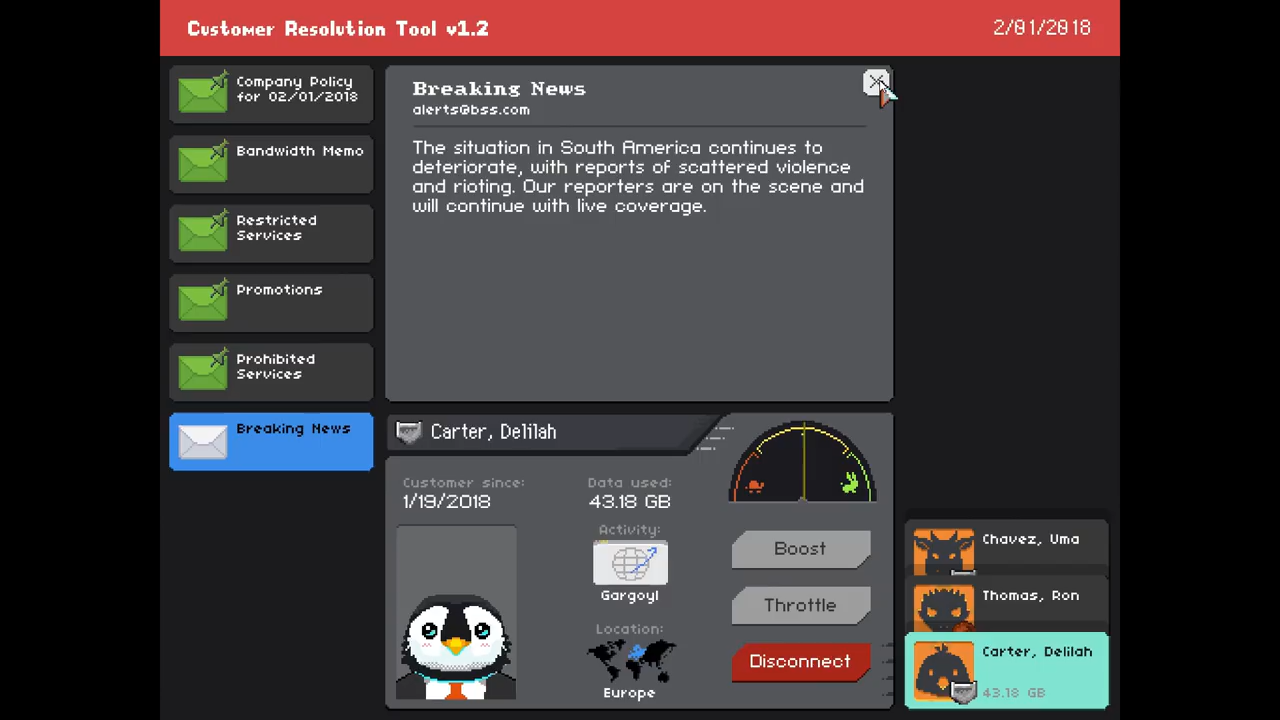 Customer Resolution Tool v1.2
2/01/2018
Company Policy
for 02/01/2018
Bandwidth Memo
Restricted
Services
Promotions
Prohibited
Services
Breaking News
Breaking News
alerts@bss.com
The situation in South America continues to
deteriorate, with reports of scattered violence
and rioting. Our reporters are on the scene and
will continue with live coverage.
Carter, Delilah
Customer since:
1/19/2018
Data used:
43.18 GB
Activity:
Gargoyl
Location:
Europe
Boost
Throttle
Disconnect
Chavez, Uma
Thomas, Ron
Carter, Delilah
43.18 GB